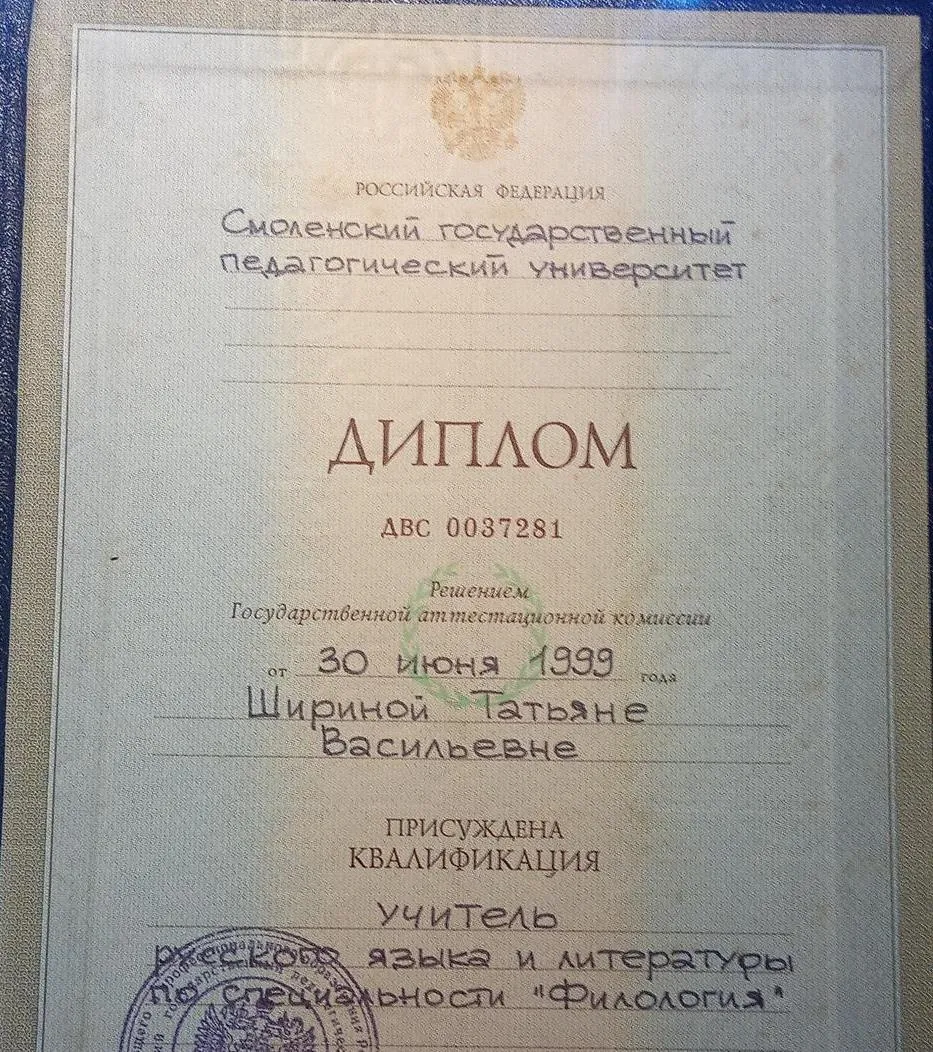 РОССИЙСКАЯ ФЕДЕРАЦИЯ
Смоленский государственный
педагогический университет
ДИПЛОМ
ДВС 0037281
Решением
Государственной аттестационной комиссии
от 30 июня 1999 года
Шириной Татьяне
Васильевне
ПРИСУЖДЕНА
КВАЛИФИКАЦИЯ
Учитель
русского языка и литературы
по специальности "Филология"